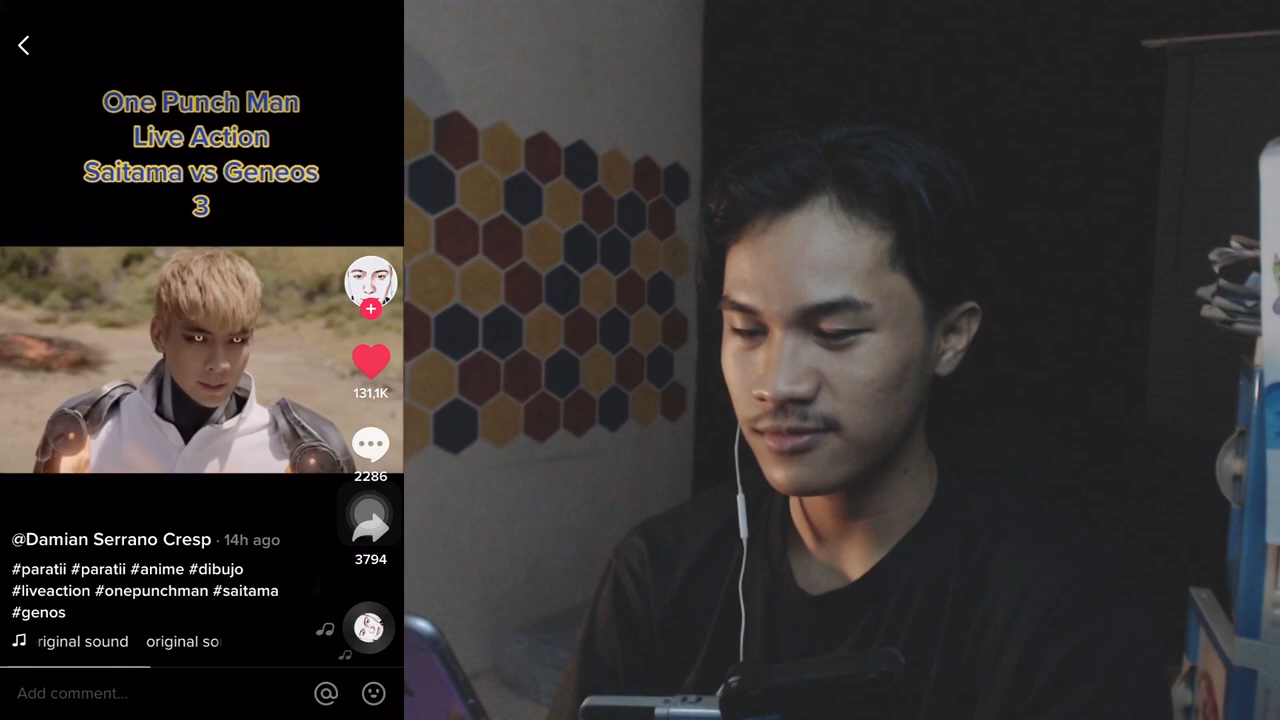 One Punch Man
Live Action
Saitama vs Geneos
3
131,1K
2286
3794
@Damian Serrano Cresp · 14h ago
#paratii #paratii #anime #dibujo
#liveaction #onepunchman #saitama
#genos
riginal sound original so
Add comment...